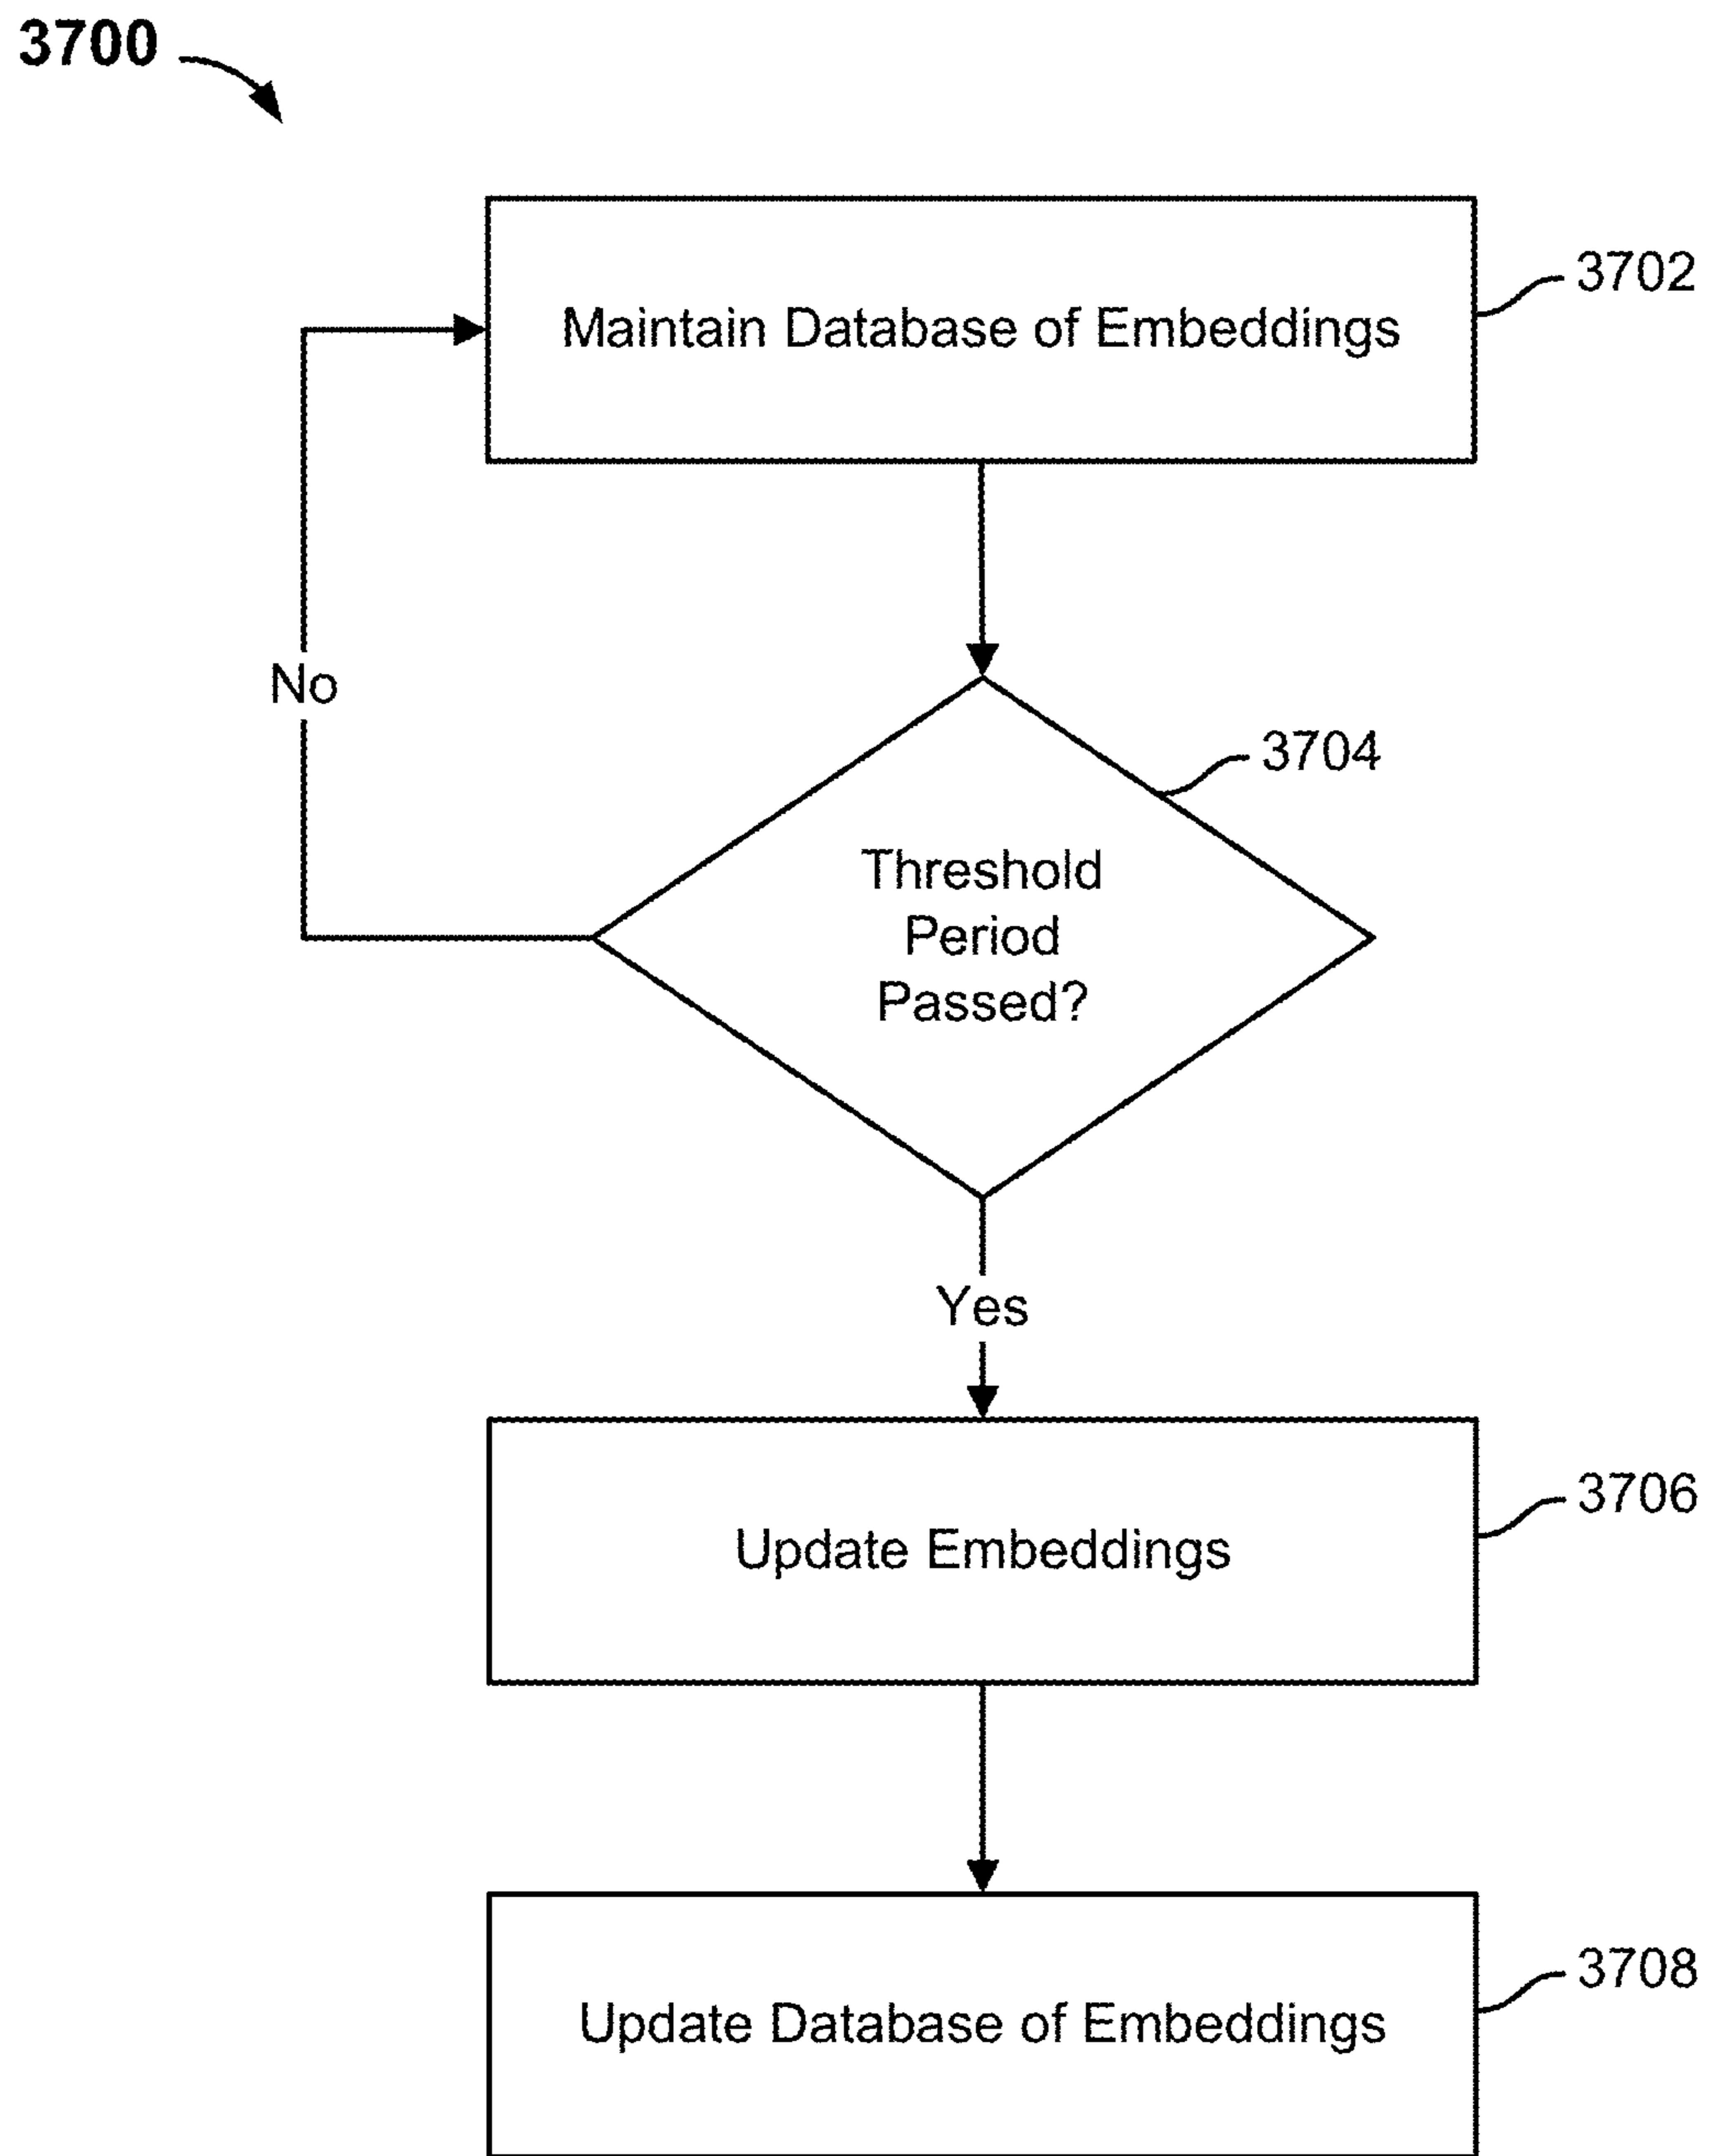 3700
Maintain Database of Embeddings
3702
No
3704
Threshold
Period
Passed?
Yes
Update Embeddings
3706
Update Database of Embeddings
3708